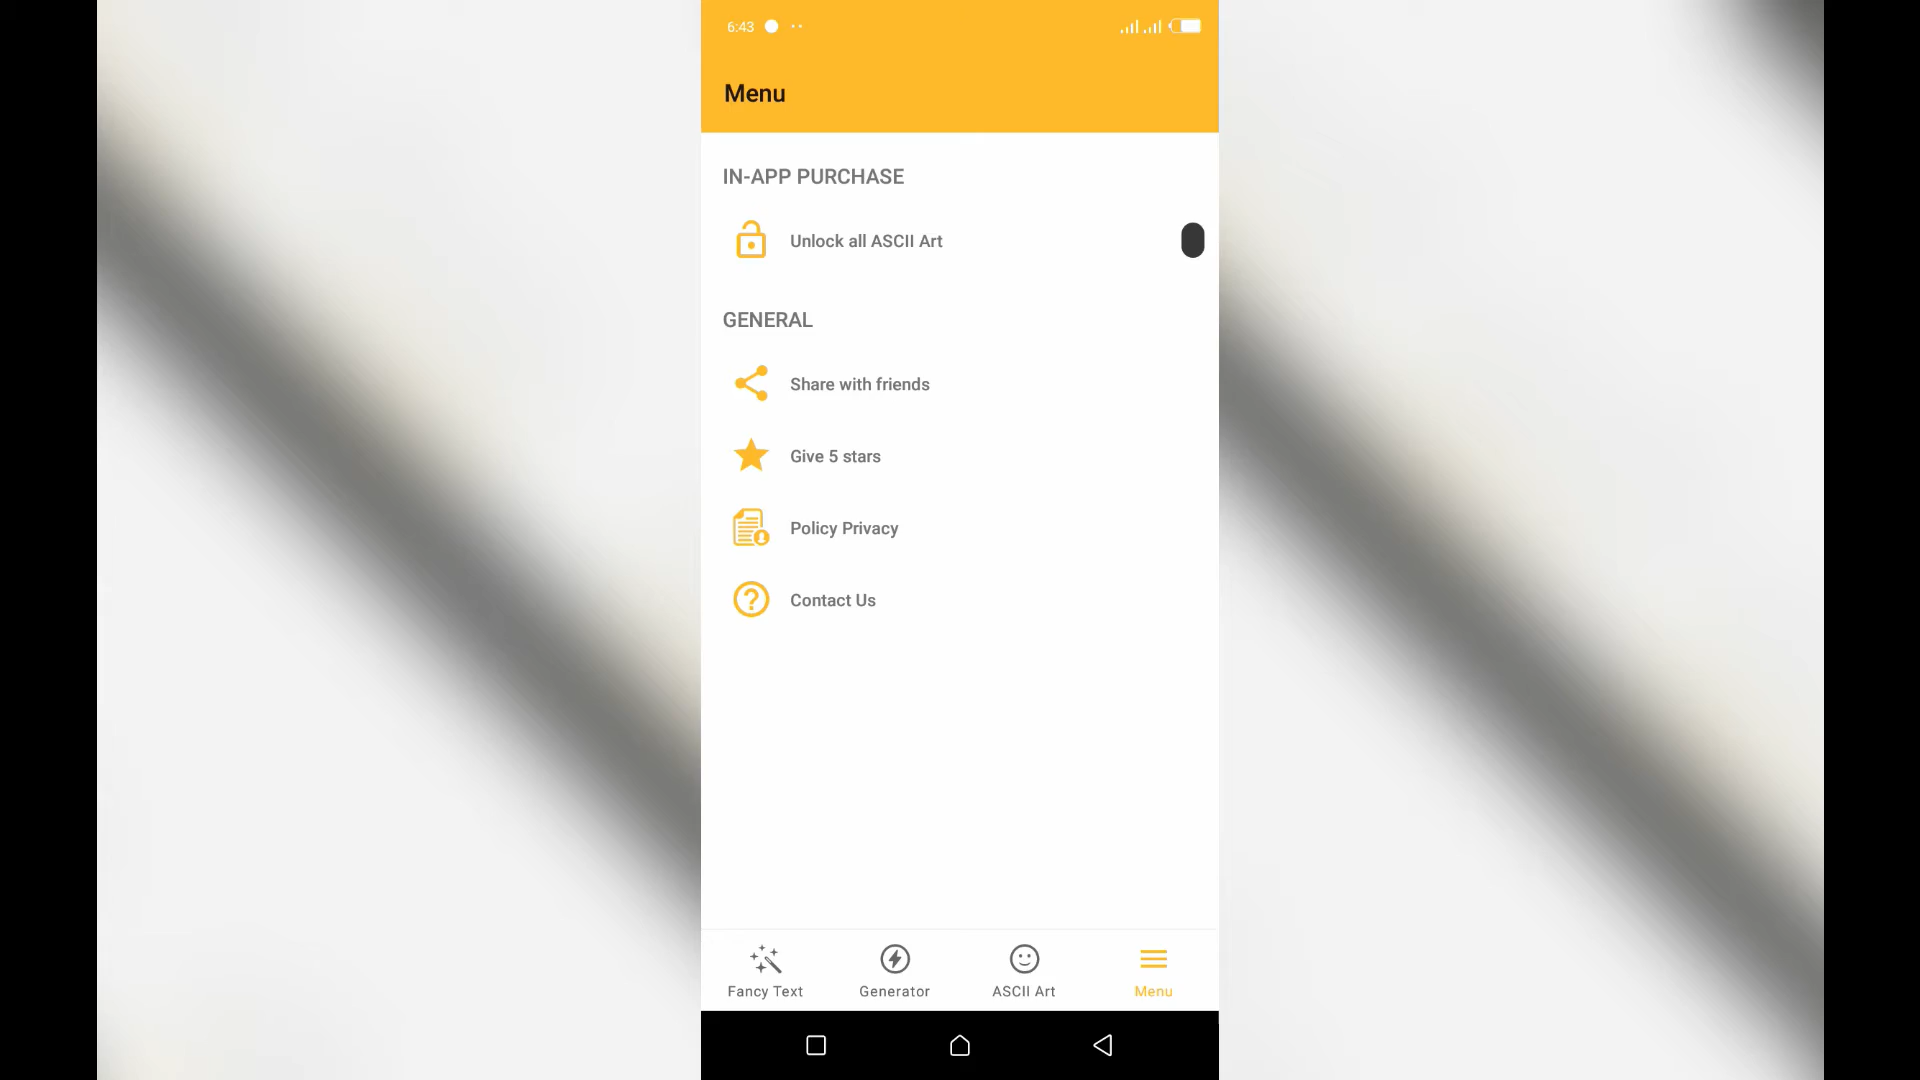 6:43
Menu
IN-APP PURCHASE
Unlock all ASCII Art
GENERAL
Share with friends
Give 5 stars
Policy Privacy
Contact Us
Fancy Text
Generator
ASCII Art
Menu